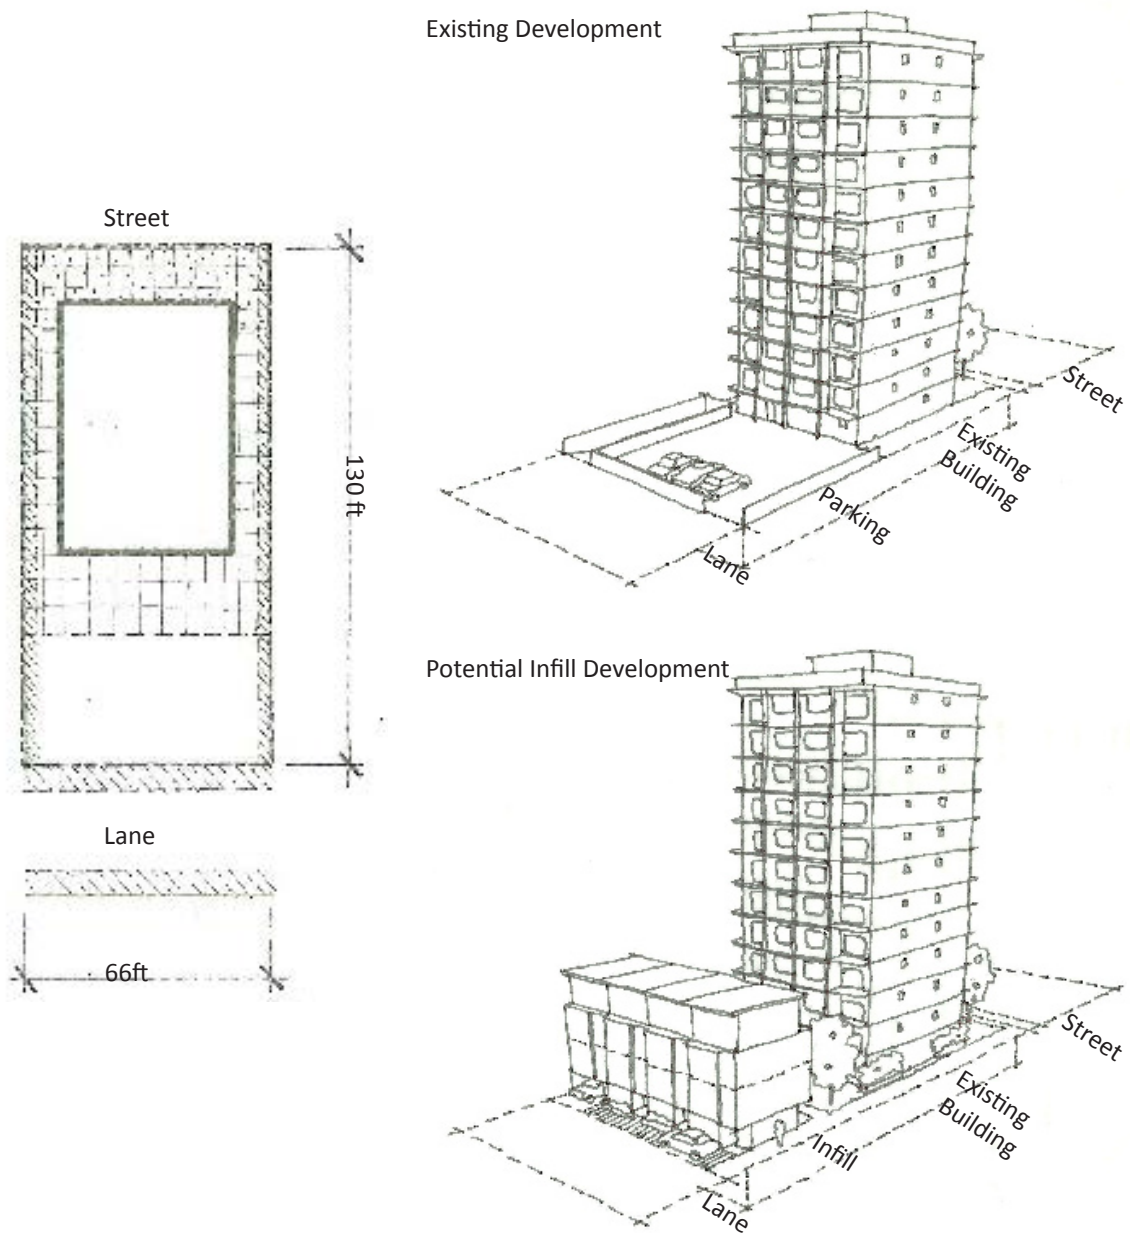 Existing Development
Street
130 ft
Lane
66ft
Street
Existing
Building
Parking
Lane
Potential Infill Development
Street
Existing
Building
Infill
Lane